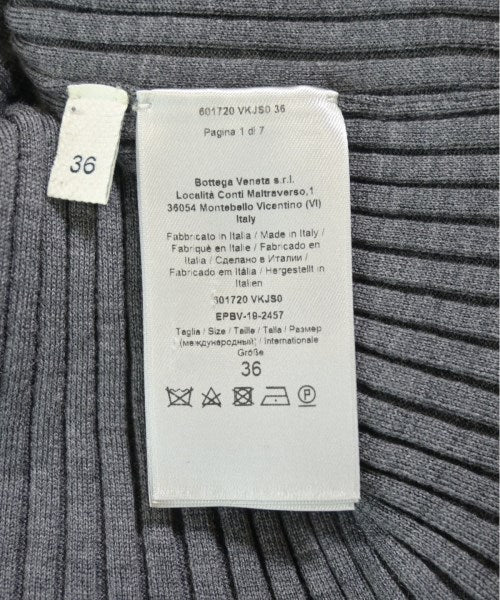 36
601720 VKJS0 36
Pagina 1 di 7
Bottega Veneta s.r.l.
Località Conti Maltraverso,1
36054 Montebello Vicentino (VI)
Italy
Fabbricato in Italia / Made in Italy /
Fabriqué en Italie / Fabricado en
Italia / Сделано в Италии /
Fabricado em Itália / Hergestellt in
Italien
601720 VKJS0
EPBV-19-2457
Taglia / Size / Taille / Talla / Размер
(международный) / Internationale
Größe
36
P